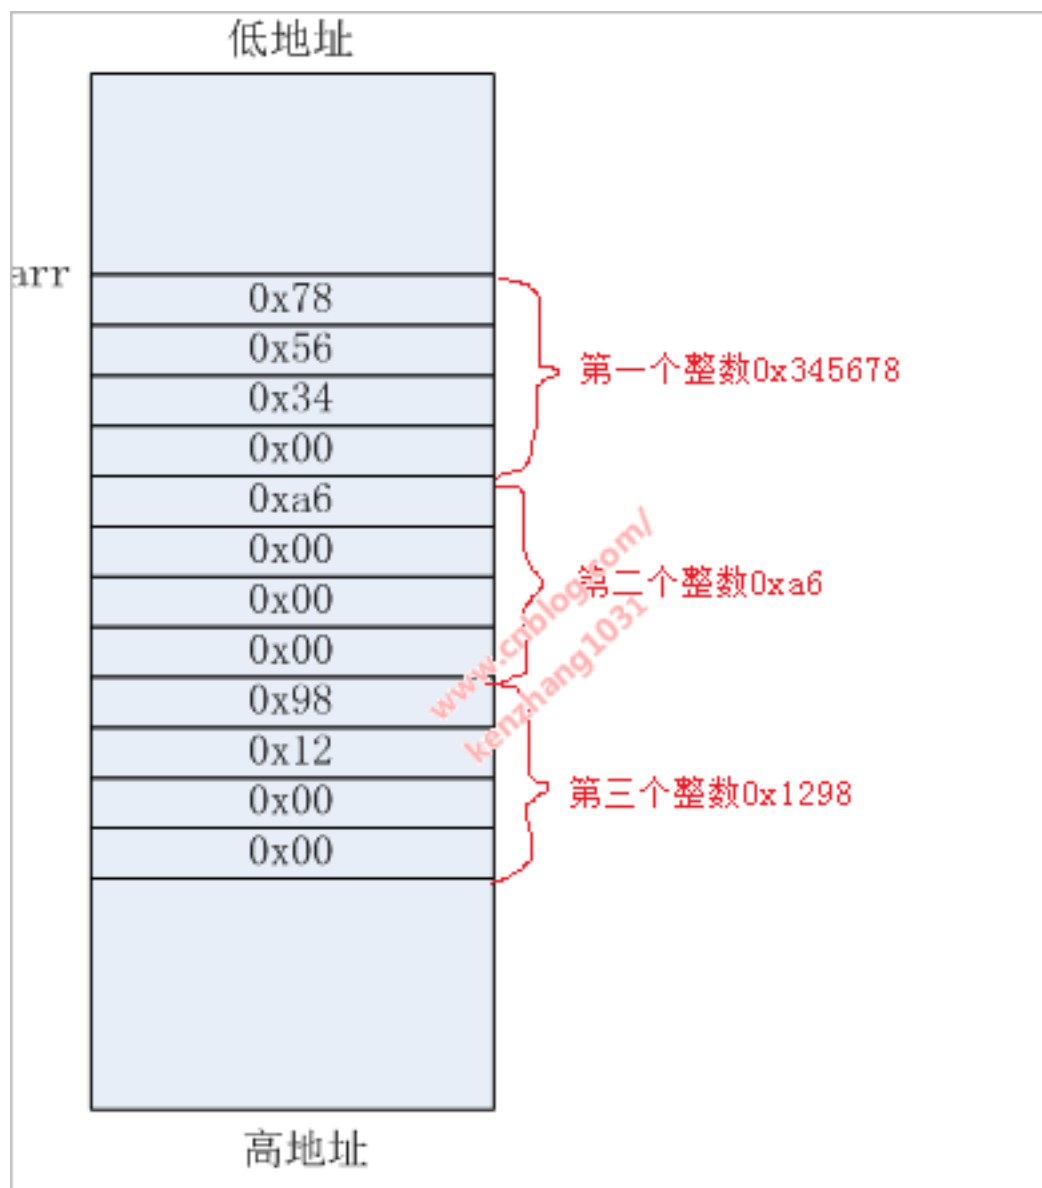 低地址
arr
0x78
0x56
0x34
0x00
第一个整数0x345678
0xa6
0x00
0x00
0x00
第二个整数0xa6
0x98
0x12
0x00
0x00
第三个整数0x1298
www.cnblog.com/
kenzhang1031
高地址